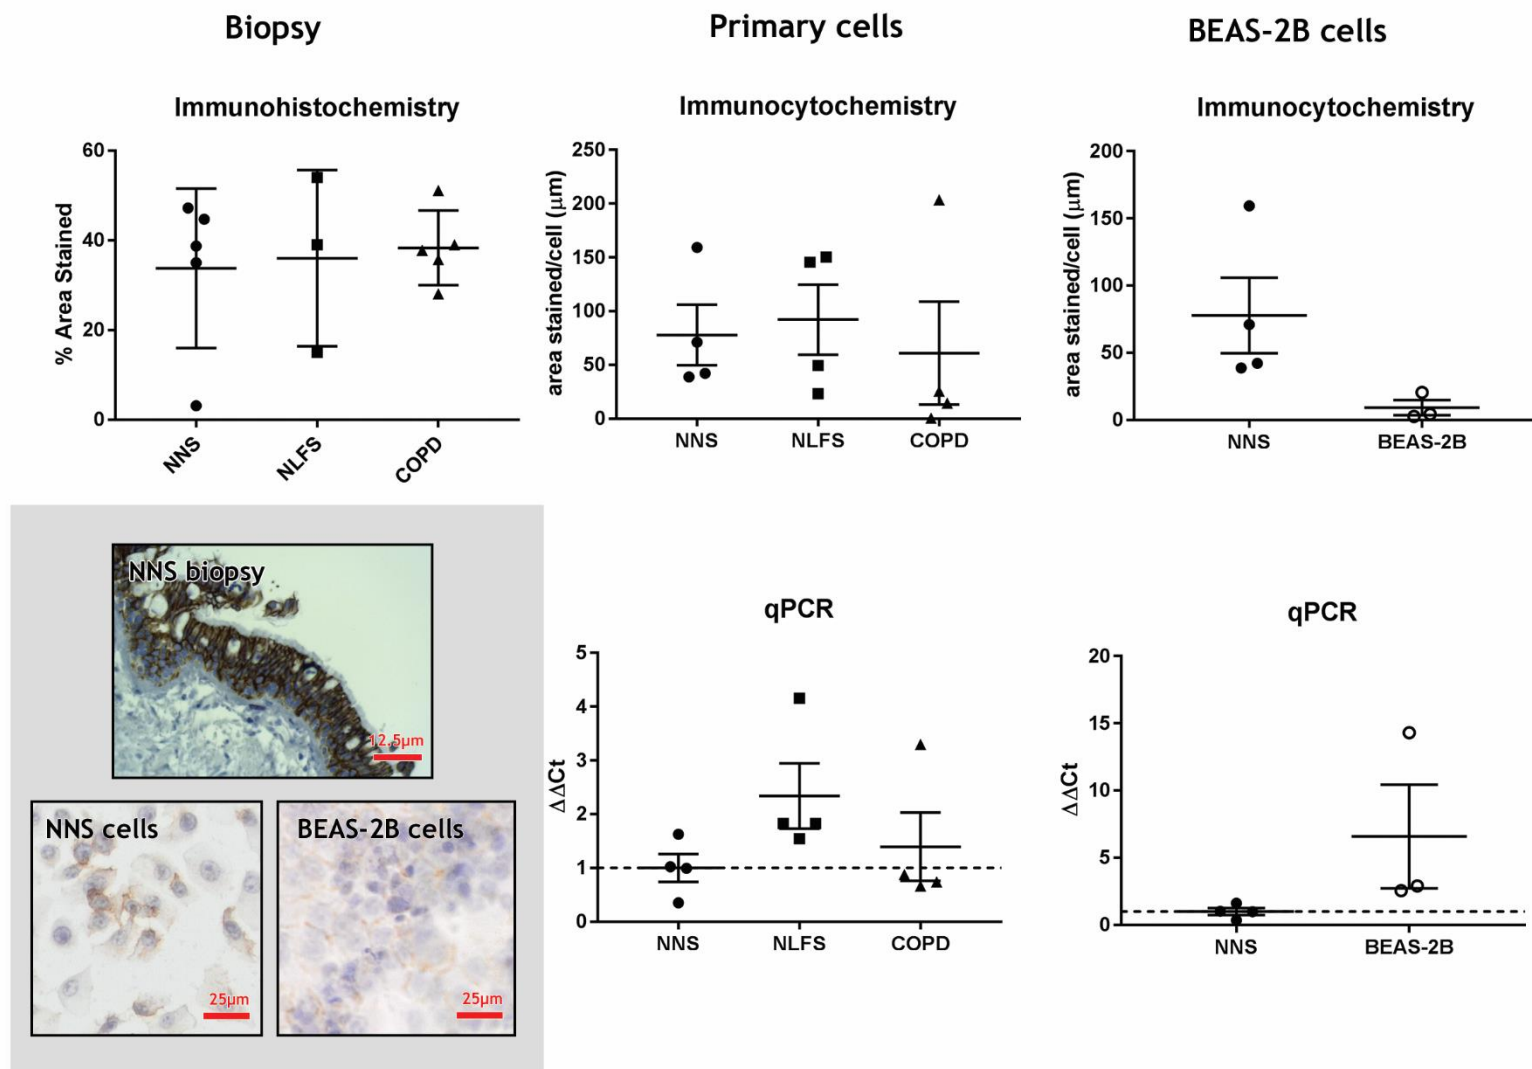 Biopsy
Primary cells
BEAS-2B cells
Immunohistochemistry
60
40
20
0
% Area Stained
NNS
NLFS
COPD
Immunocytochemistry
250
200
150
100
50
0
area stained/cell (µm)
NNS
NLFS
COPD
Immunocytochemistry
200
150
100
50
0
area stained/cell (µm)
NNS
BEAS-2B
NNS biopsy
12.5µm
NNS cells
25µm
BEAS-2B cells
25µm
qPCR
5
4
3
2
1
0
ΔΔCt
NNS
NLFS
COPD
qPCR
20
15
10
5
0
ΔΔCt
NNS
BEAS-2B